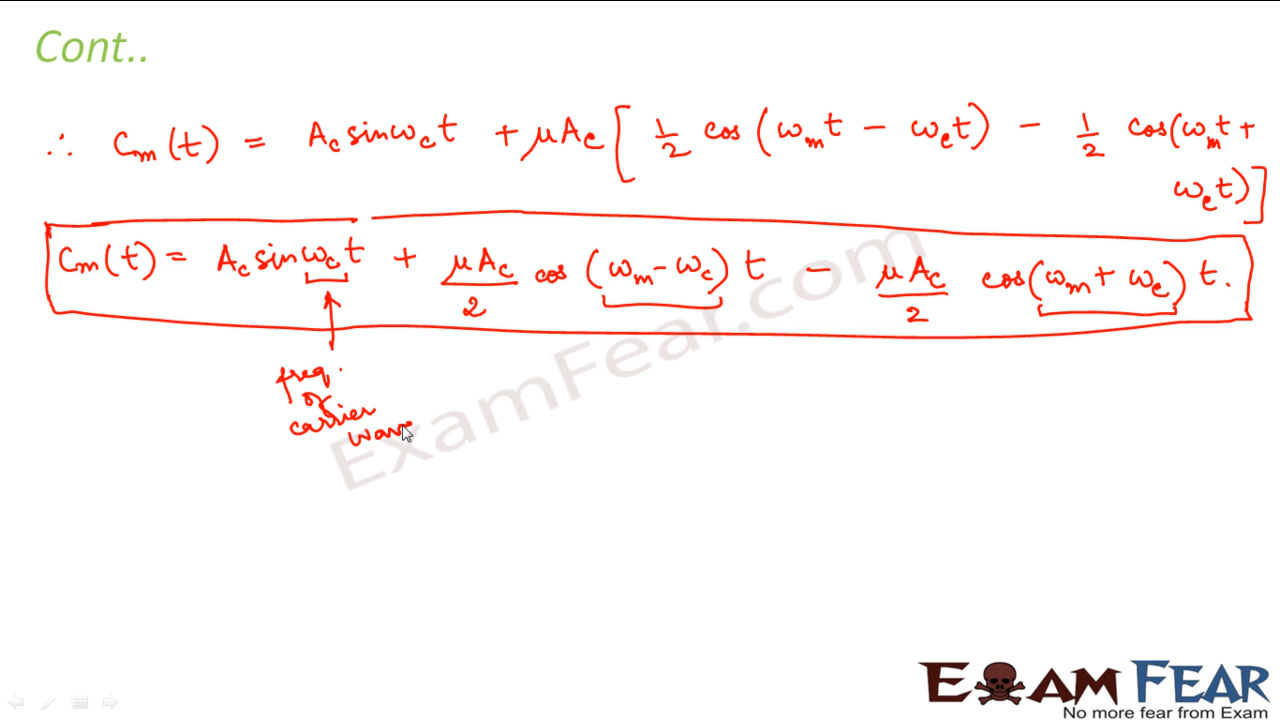 Cont..
∴ Cm(t) = Ac sinωct + μAc [ 1/2 cos (ωmt − ωct) − 1/2 cos(ωmt +
ωct) ]
Cm(t) = Ac sinωct + μAc/2 cos (ωm − ωc) t − μAc/2 cos(ωm + ωc) t.
freq.
of
carrier
wave
ExamFear.com
EXAM FEAR
No more fear from Exam